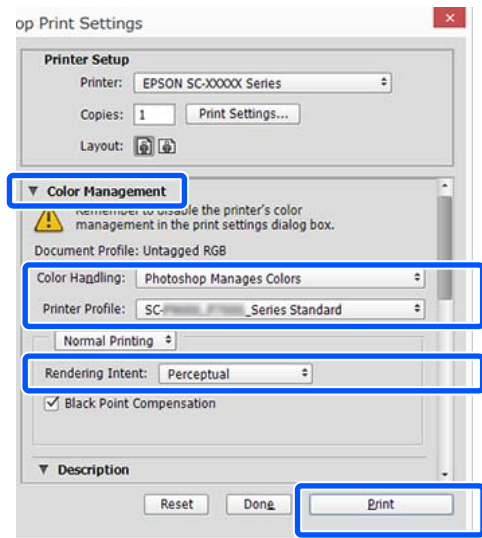 op Print Settings
Printer Setup
Printer: EPSON SC-XXXXX Series
Copies: 1 Print Settings...
Layout:
Color Management
Remember to disable the printer's color
management in the print settings dialog box.
Document Profile: Untagged RGB
Color Handling: Photoshop Manages Colors
Printer Profile: SC- _Series Standard
Normal Printing
Rendering Intent: Perceptual
Black Point Compensation
Description
Reset Done Print